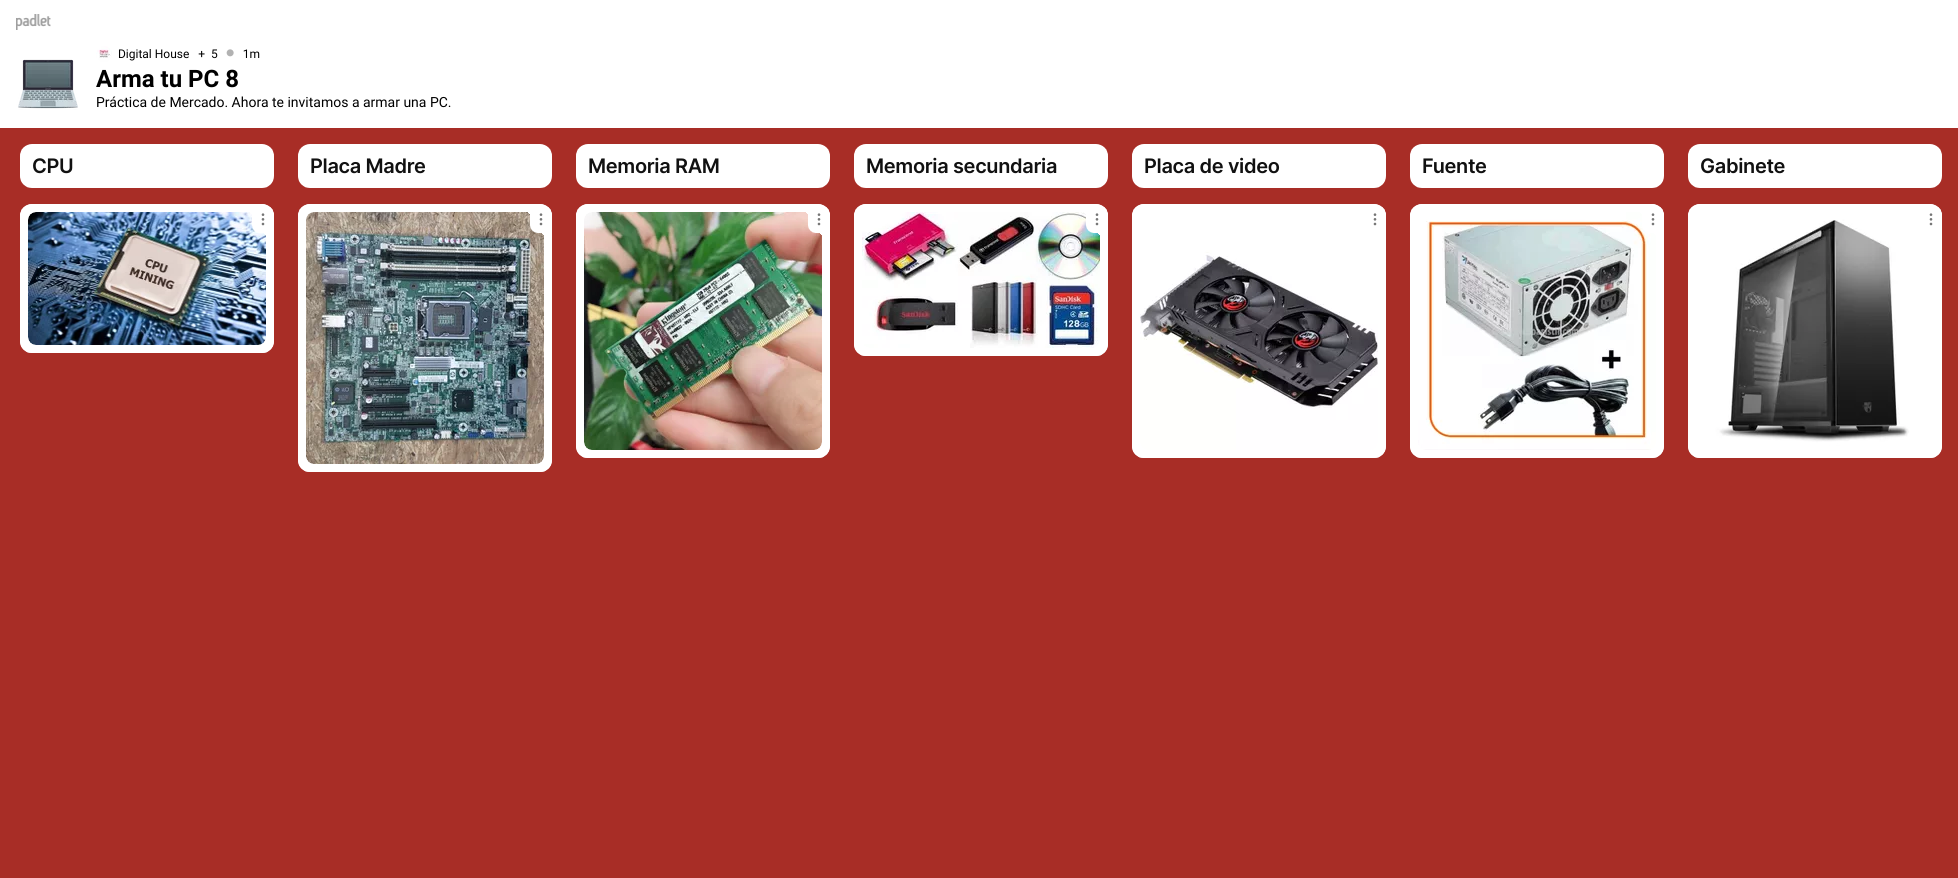 padlet
Digital House + 5 1m
Arma tu PC 8
Práctica de Mercado. Ahora te invitamos a armar una PC.
CPU
Placa Madre
Memoria RAM
Memoria secundaria
Placa de video
Fuente
Gabinete
CPU
MINING
Kingston
SanDisk
SanDisk
128GB
+